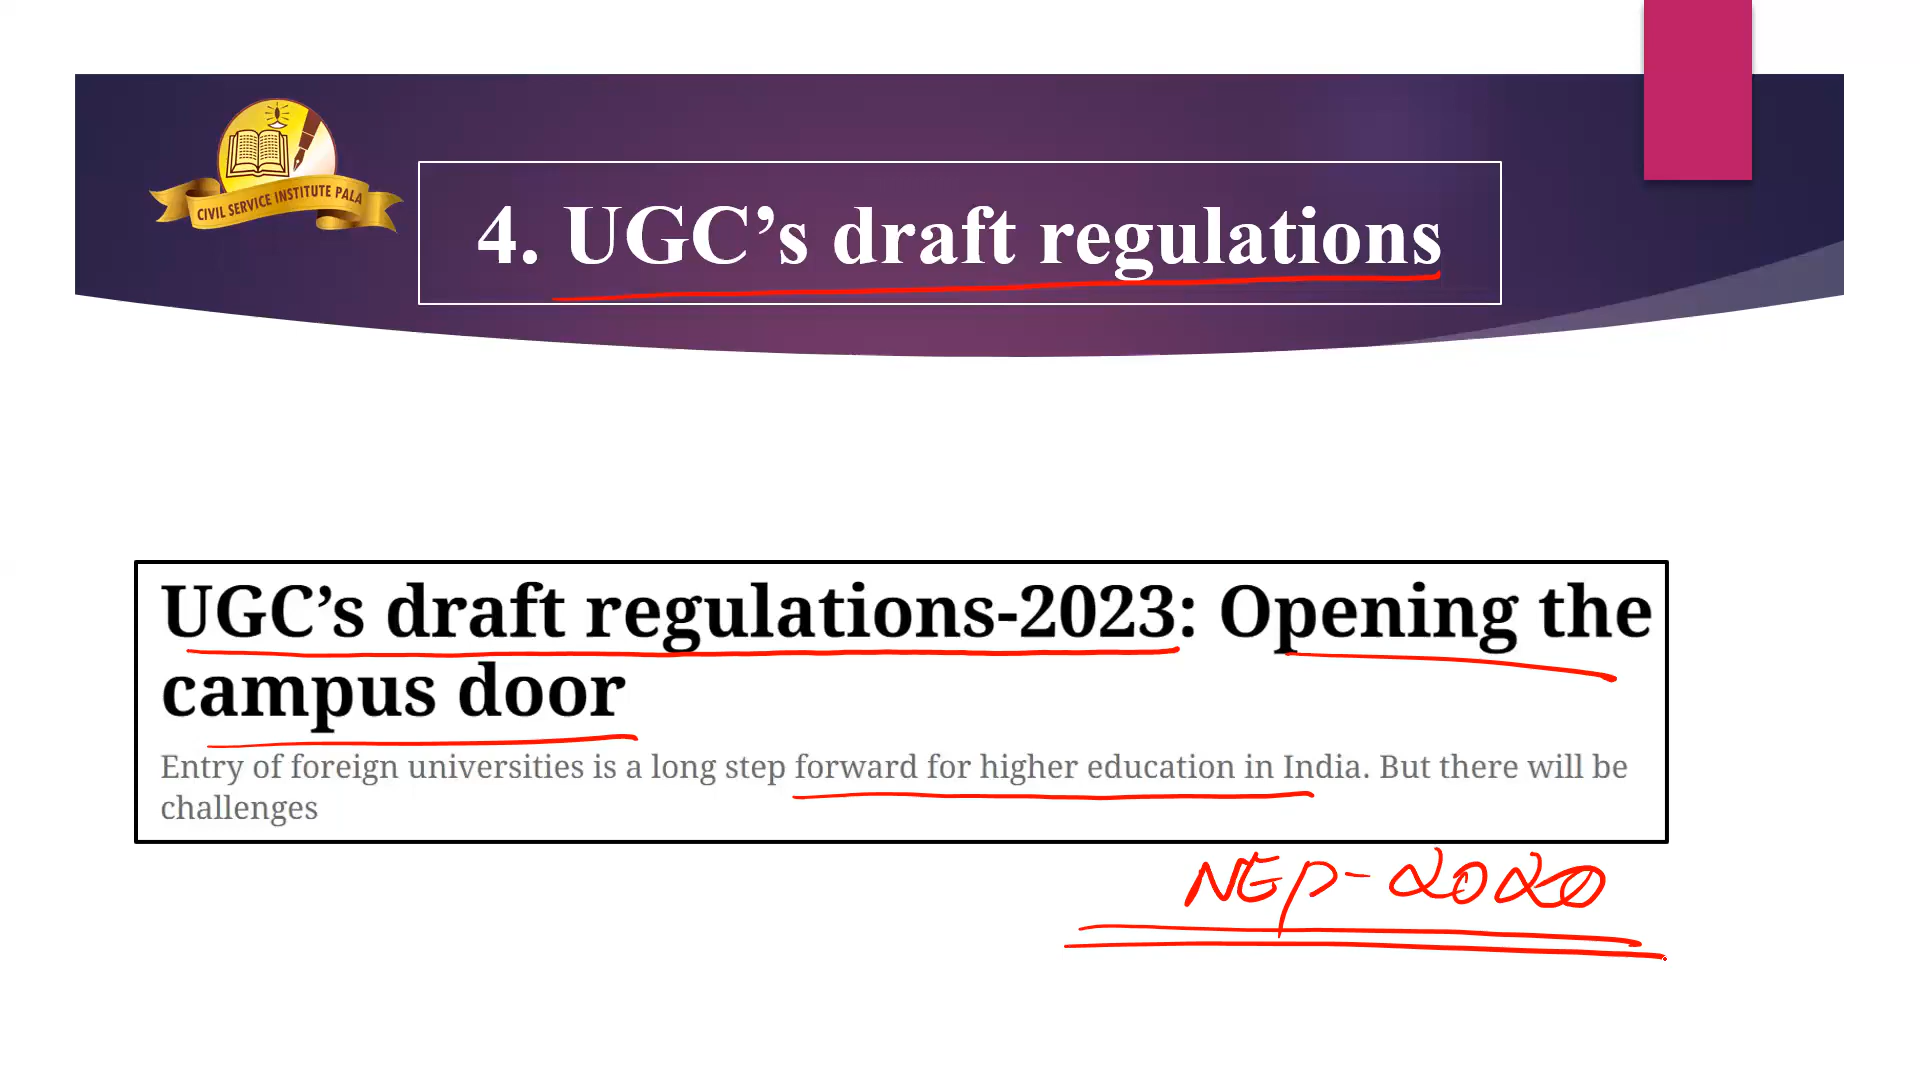 CIVIL SERVICE INSTITUTE PALA
4. UGC’s draft regulations
UGC’s draft regulations-2023: Opening the
campus door
Entry of foreign universities is a long step forward for higher education in India. But there will be
challenges
NEP-2020